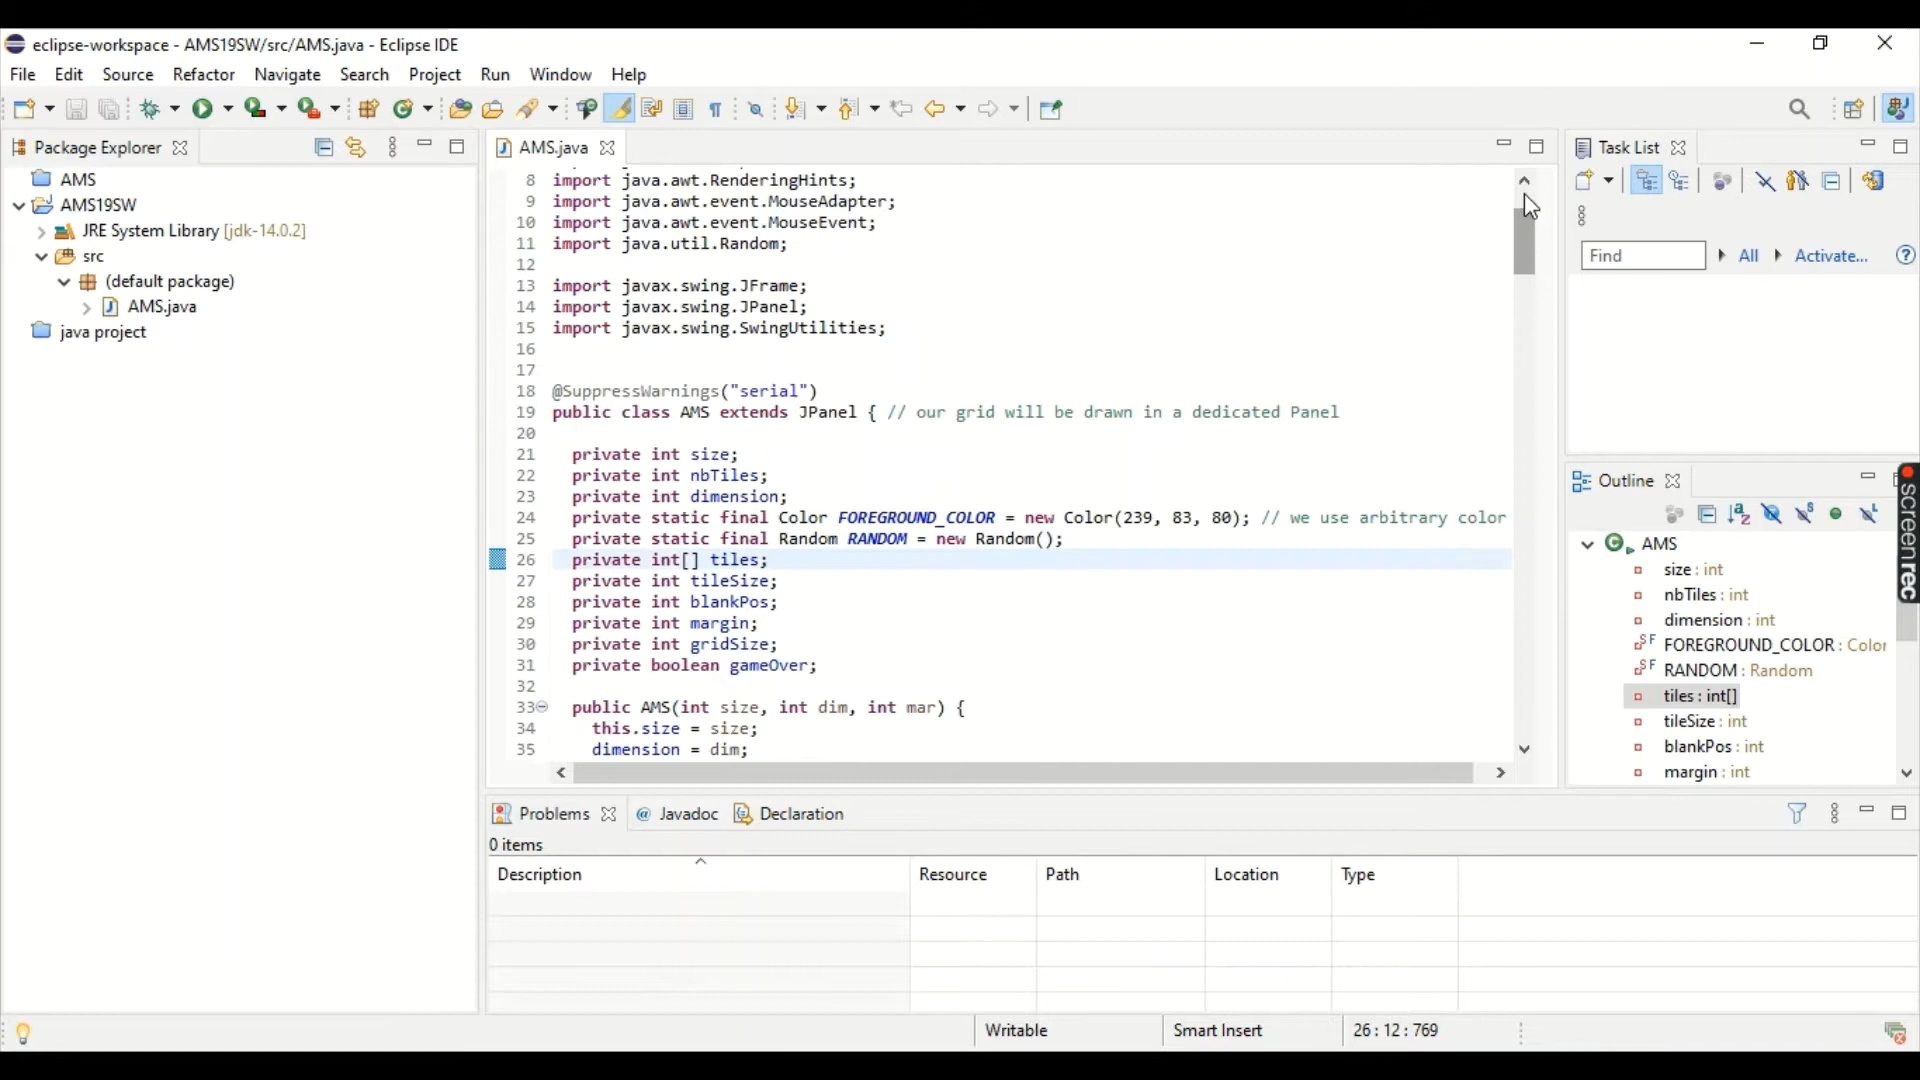 eclipse-workspace - AMS19SW/src/AMS.java - Eclipse IDE
File Edit Source Refactor Navigate Search Project Run Window Help
Package Explorer
AMS
AMS19SW
JRE System Library [jdk-14.0.2]
src
(default package)
AMS.java
java project
AMS.java
8 import java.awt.RenderingHints;
9 import java.awt.event.MouseAdapter;
10 import java.awt.event.MouseEvent;
11 import java.util.Random;
12
13 import javax.swing.JFrame;
14 import javax.swing.JPanel;
15 import javax.swing.SwingUtilities;
16
17
18 @SuppressWarnings("serial")
19 public class AMS extends JPanel { // our grid will be drawn in a dedicated Panel
20
21 private int size;
22 private int nbTiles;
23 private int dimension;
24 private static final Color FOREGROUND_COLOR = new Color(239, 83, 80); // we use arbitrary color
25 private static final Random RANDOM = new Random();
26 private int[] tiles;
27 private int tileSize;
28 private int blankPos;
29 private int margin;
30 private int gridSize;
31 private boolean gameOver;
32
33 public AMS(int size, int dim, int mar) {
34 this.size = size;
35 dimension = dim;
Task List
Find All Activate...
Outline
AMS
size : int
nbTiles : int
dimension : int
FOREGROUND_COLOR : Color
RANDOM : Random
tiles : int[]
tileSize : int
blankPos : int
margin : int
screenrec
Problems @ Javadoc Declaration
0 items
Description Resource Path Location Type
Writable Smart Insert 26 : 12 : 769